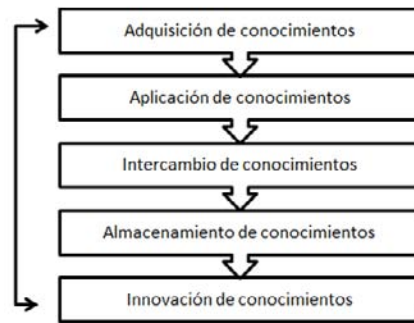 Adquisición de conocimientos
Aplicación de conocimientos
Intercambio de conocimientos
Almacenamiento de conocimientos
Innovación de conocimientos